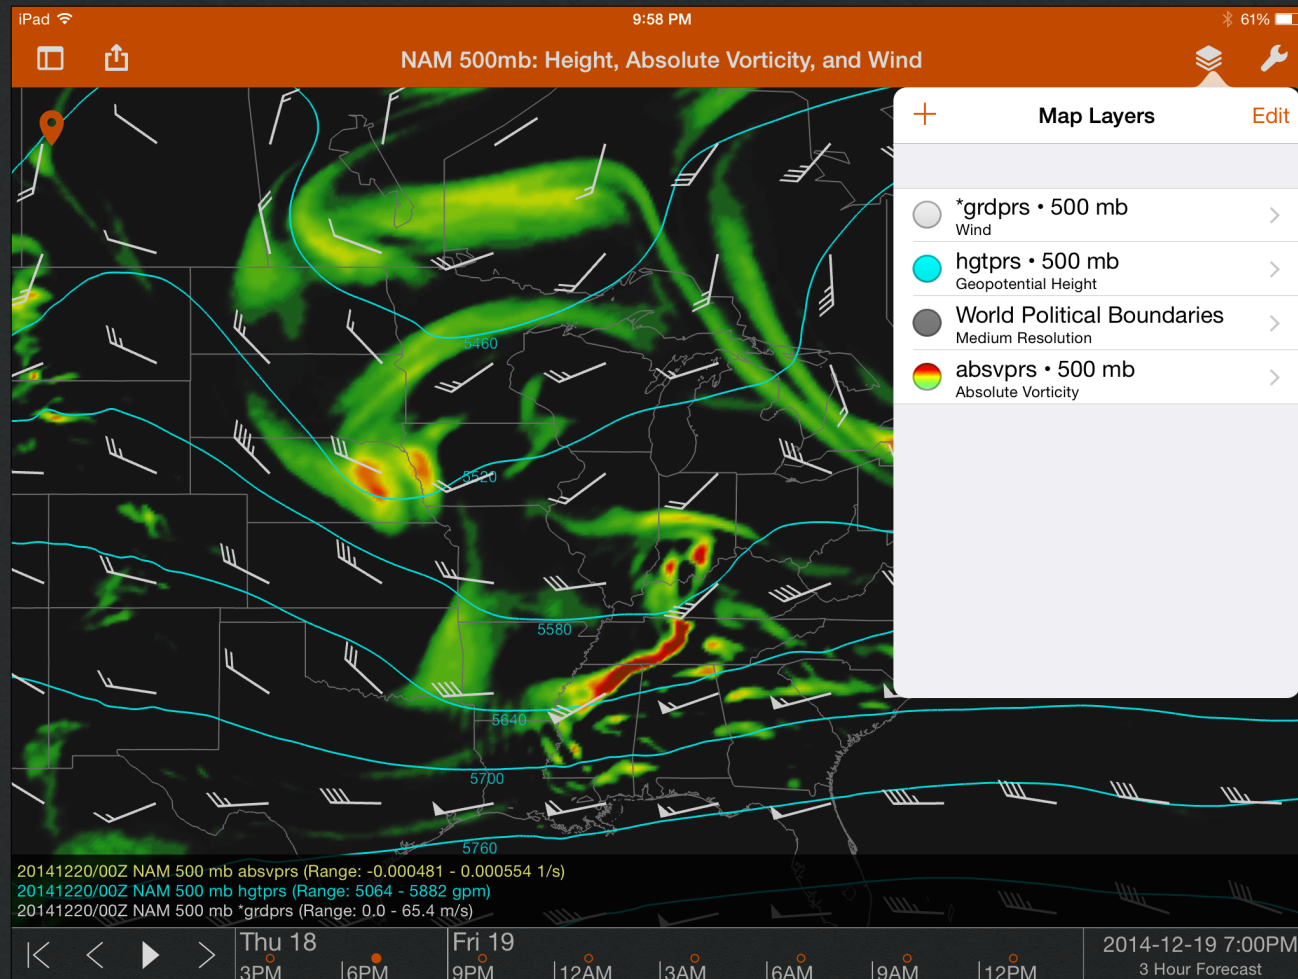 iPad 9:58 PM 61%
NAM 500mb: Height, Absolute Vorticity, and Wind
Map Layers Edit
*grdprs • 500 mb
Wind
hgtprs • 500 mb
Geopotential Height
World Political Boundaries
Medium Resolution
absvprs • 500 mb
Absolute Vorticity
5460
5520
5580
5640
5700
5760
20141220/00Z NAM 500 mb absvprs (Range: -0.000481 - 0.000554 1/s)
20141220/00Z NAM 500 mb hgtprs (Range: 5064 - 5882 gpm)
20141220/00Z NAM 500 mb *grdprs (Range: 0.0 - 65.4 m/s)
Thu 18 Fri 19 2014-12-19 7:00PM
3PM 6PM 9PM 12AM 3AM 6AM 9AM 12PM 3 Hour Forecast